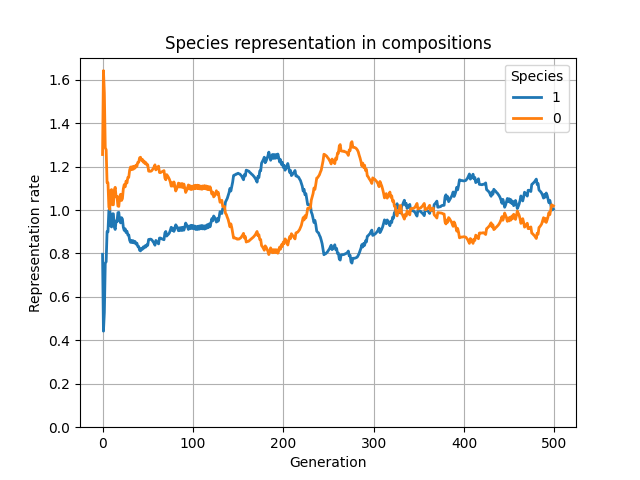 Species representation in compositions
Species
1
0
Representation rate
1.6
1.4
1.2
1.0
0.8
0.6
0.4
0.2
0.0
0 100 200 300 400 500
Generation